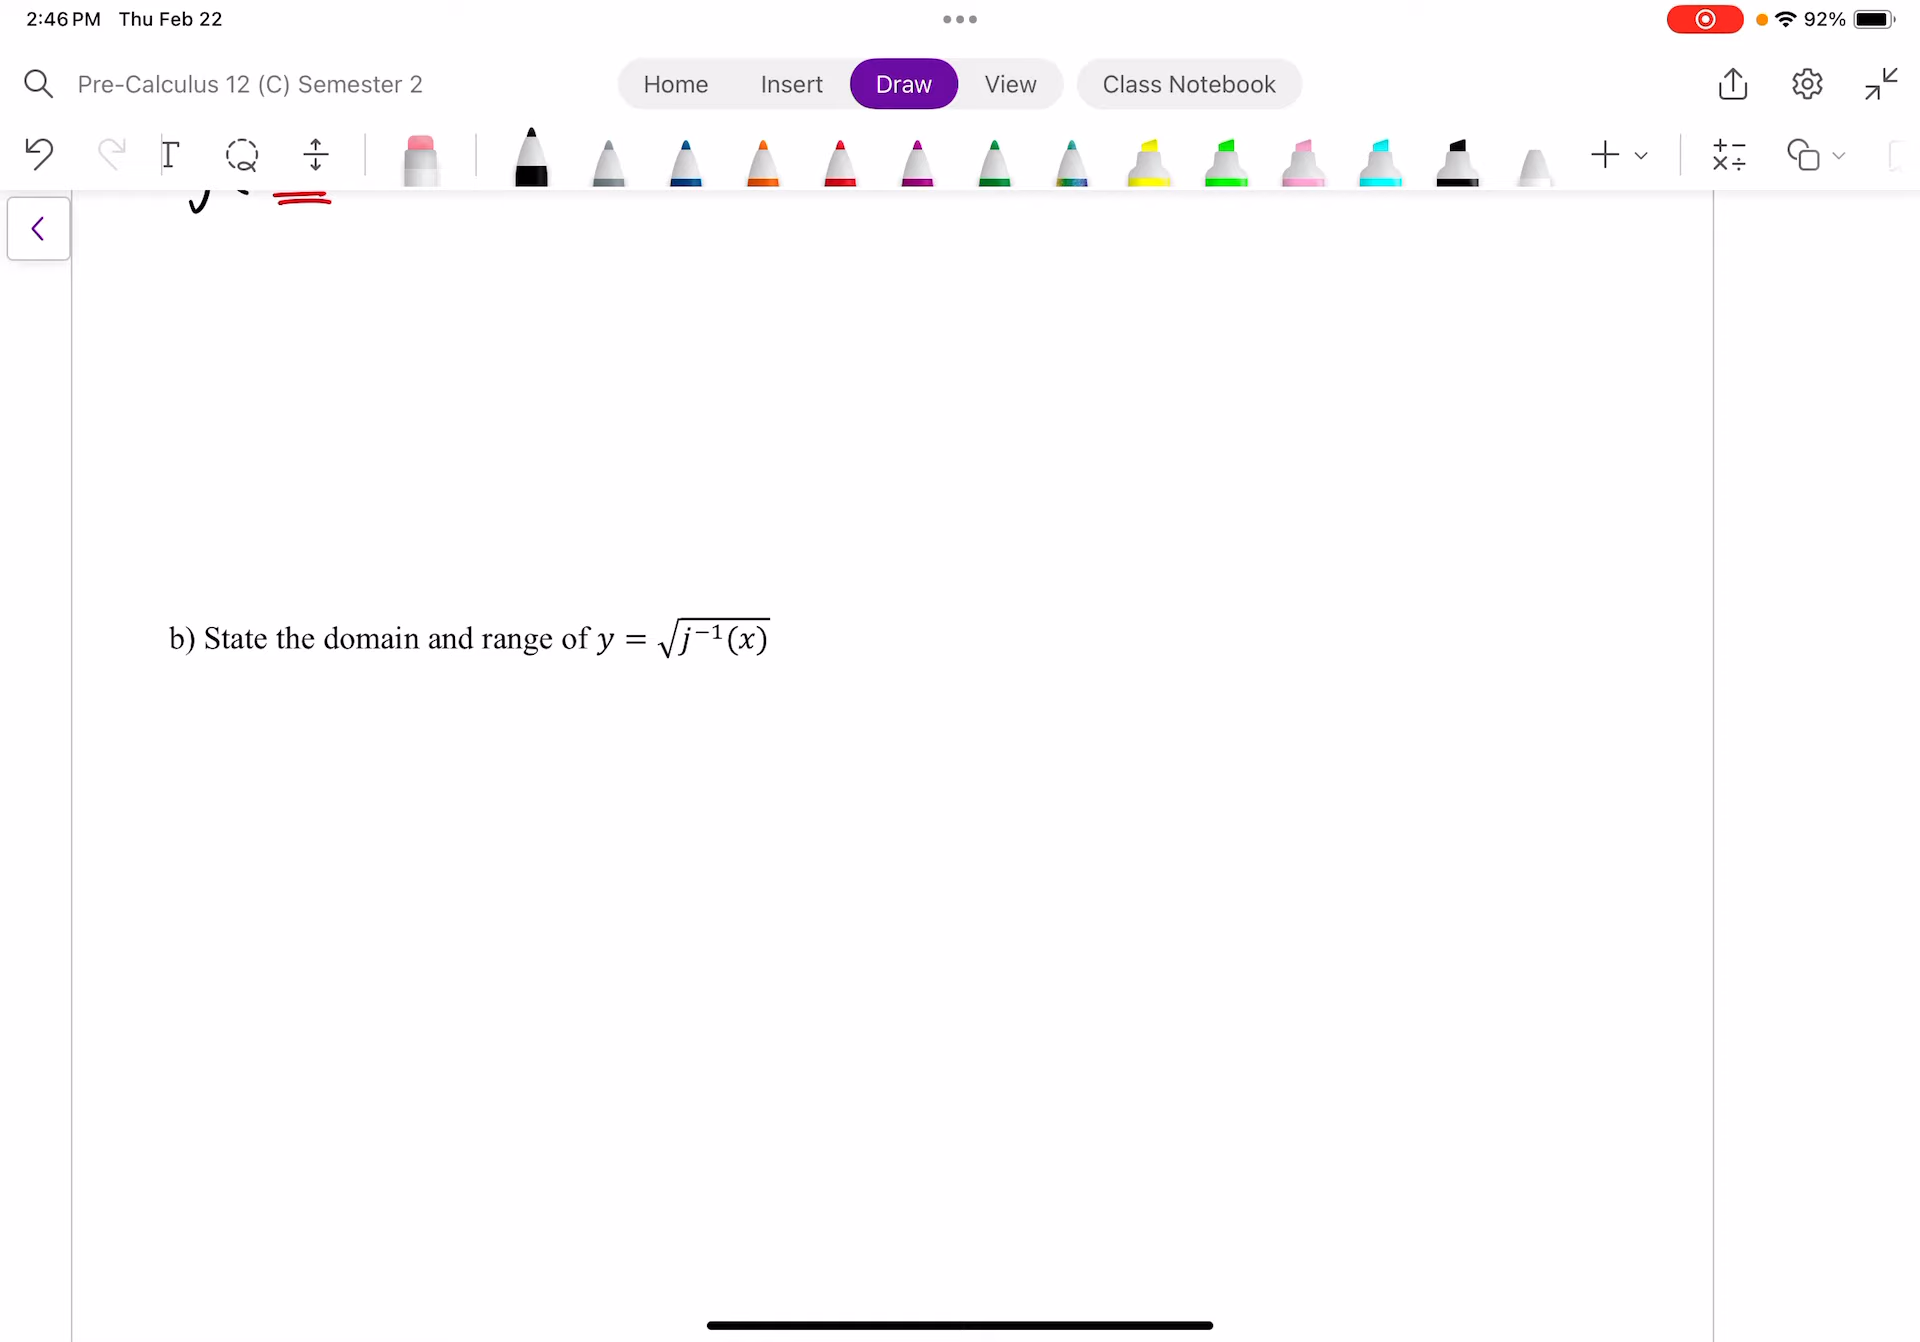 2:46 PM Thu Feb 22
92%
Pre-Calculus 12 (C) Semester 2
Home Insert Draw View Class Notebook
b) State the domain and range of y = √(j⁻¹(x))